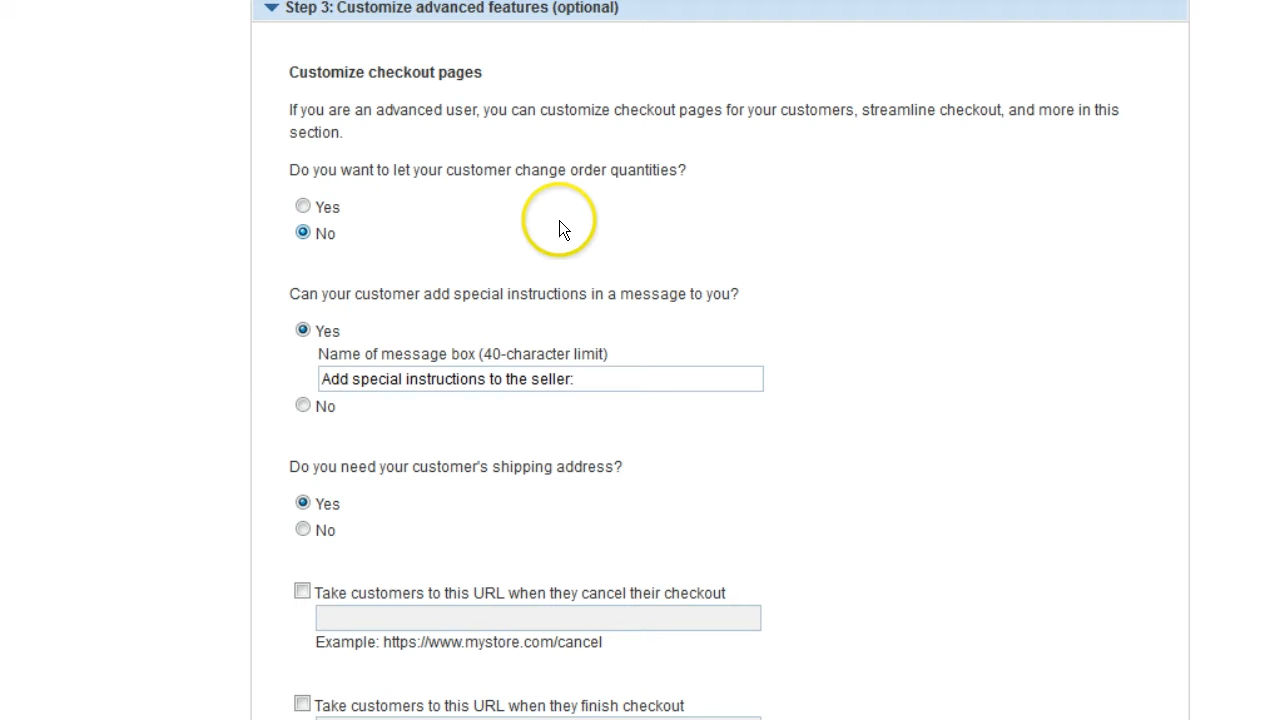 Step 3: Customize advanced features (optional)
Customize checkout pages
If you are an advanced user, you can customize checkout pages for your customers, streamline checkout, and more in this
section.
Do you want to let your customer change order quantities?
Yes
No
Can your customer add special instructions in a message to you?
Yes
Name of message box (40-character limit)
Add special instructions to the seller:
No
Do you need your customer's shipping address?
Yes
No
Take customers to this URL when they cancel their checkout
Example: https://www.mystore.com/cancel
Take customers to this URL when they finish checkout